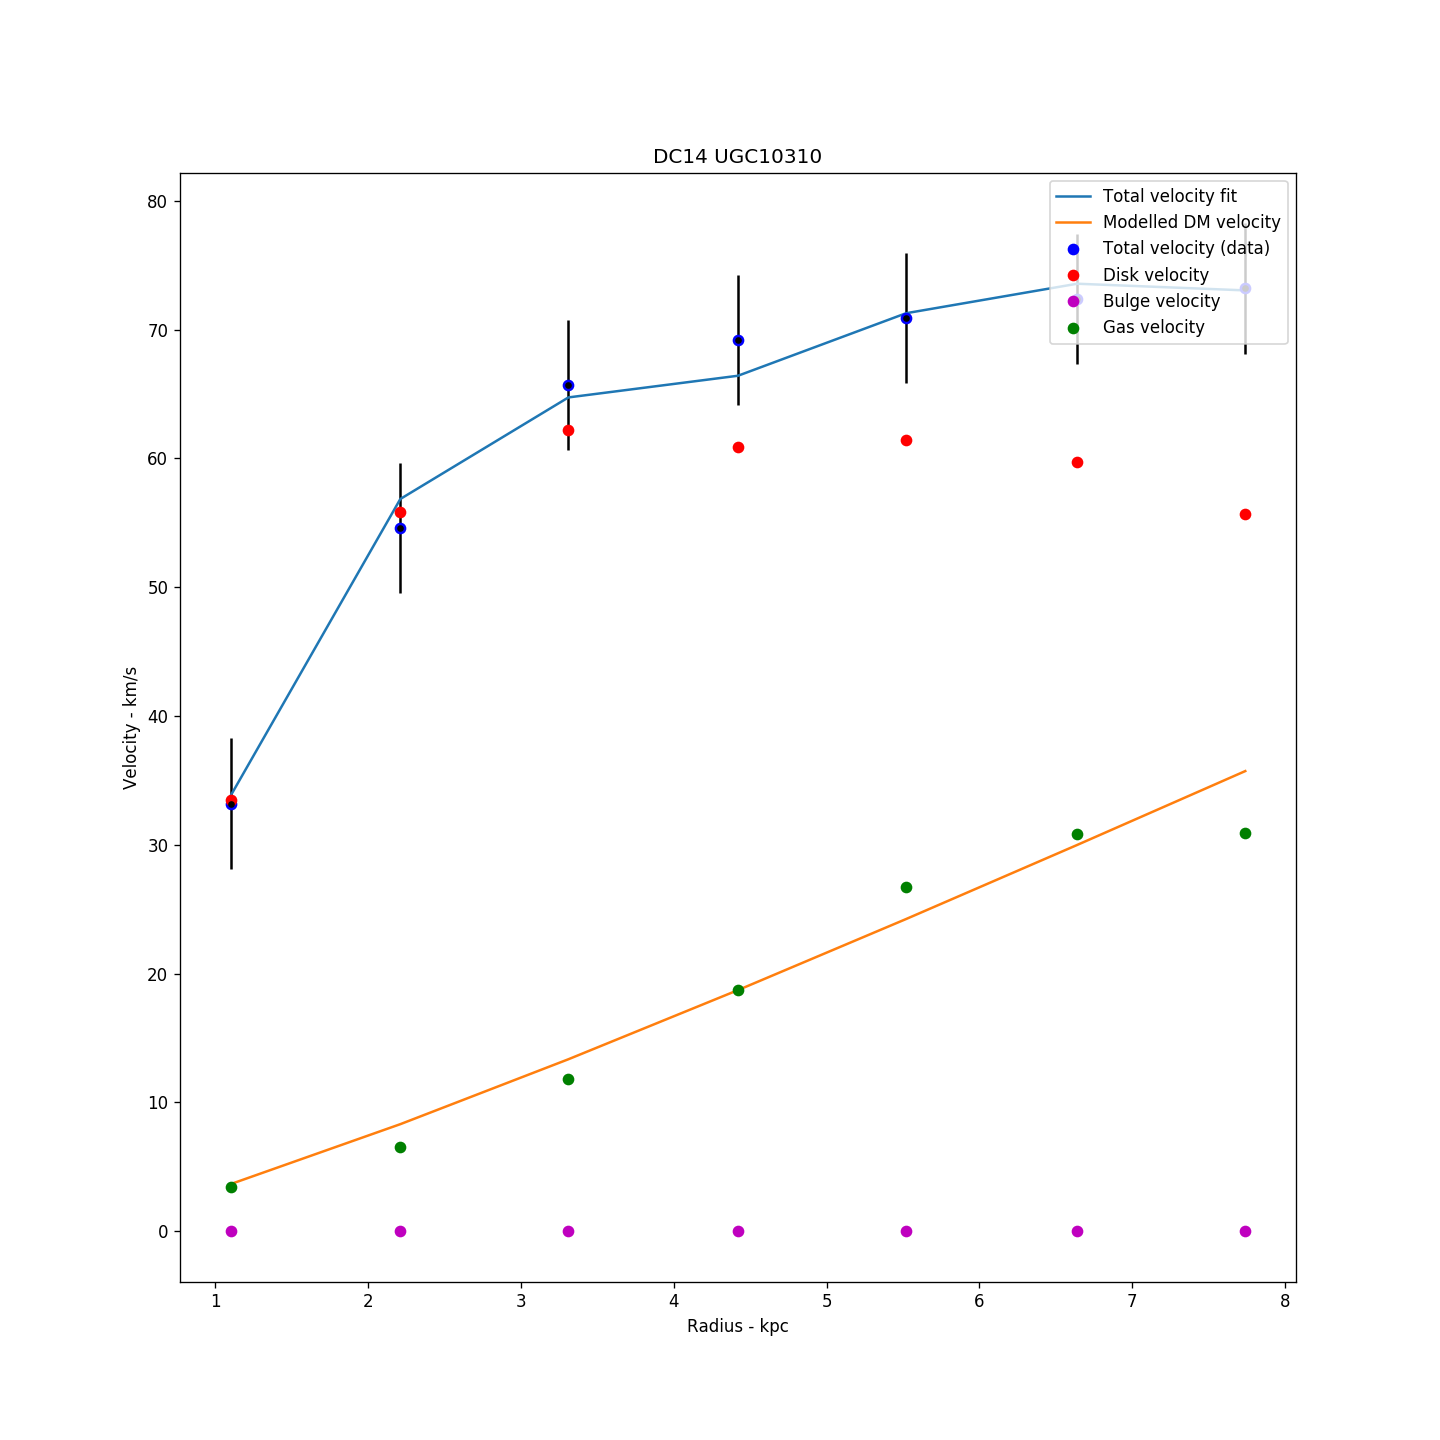 DC14 UGC10310
Total velocity fit
Modelled DM velocity
Total velocity (data)
Disk velocity
Bulge velocity
Gas velocity
80
70
60
50
40
30
20
10
0
Velocity - km/s
1 2 3 4 5 6 7 8
Radius - kpc